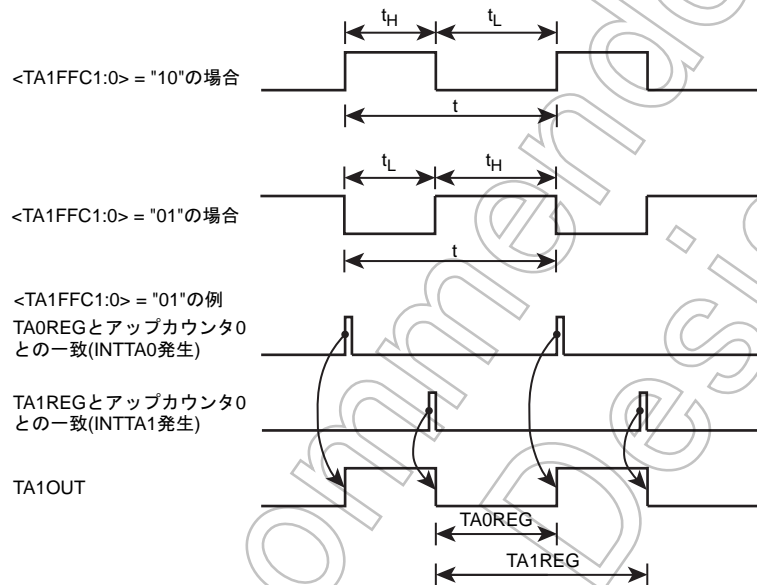 tH tL
<TA1FFC1:0> = "10"の場合
t
tL tH
<TA1FFC1:0> = "01"の場合
t
<TA1FFC1:0> = "01"の例
TA0REGとアップカウンタ0
との一致(INTTA0発生)
TA1REGとアップカウンタ0
との一致(INTTA1発生)
TA1OUT
TA0REG
TA1REG